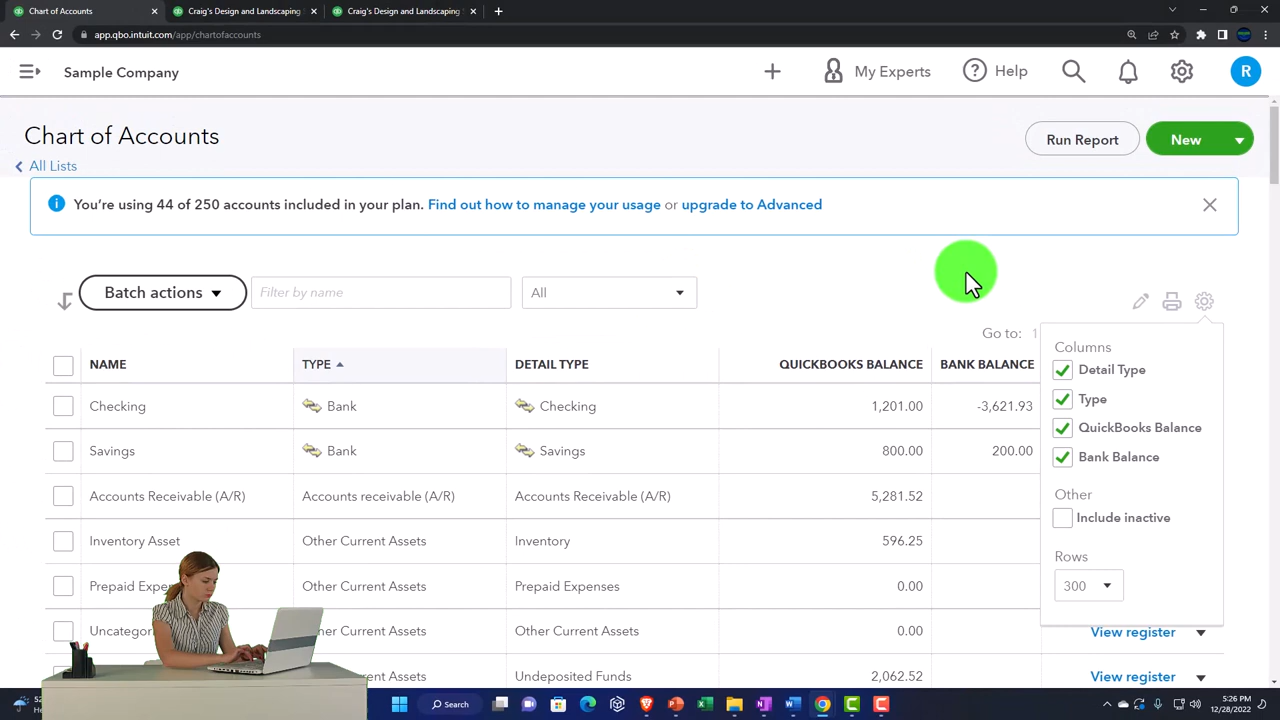 Chart of Accounts
Craig's Design and Landscaping
Craig's Design and Landscaping
app.qbo.intuit.com/app/chartofaccounts
Sample Company
My Experts
Help
R
Chart of Accounts
Run Report
New
All Lists
You're using 44 of 250 accounts included in your plan. Find out how to manage your usage or upgrade to Advanced
Batch actions
Filter by name
All
Go to: 1
Columns
Detail Type
Type
QuickBooks Balance
Bank Balance
Other
Include inactive
Rows
300
NAME TYPE DETAIL TYPE QUICKBOOKS BALANCE BANK BALANCE
Checking Bank Checking 1,201.00 -3,621.93
Savings Bank Savings 800.00 200.00
Accounts Receivable (A/R) Accounts receivable (A/R) Accounts Receivable (A/R) 5,281.52
Inventory Asset Other Current Assets Inventory 596.25
Other Current Assets Prepaid Expenses 0.00
Other Current Assets 0.00 View register
Current Assets Undeposited Funds 2,062.52 View register
Search
5:26 PM
12/28/2022